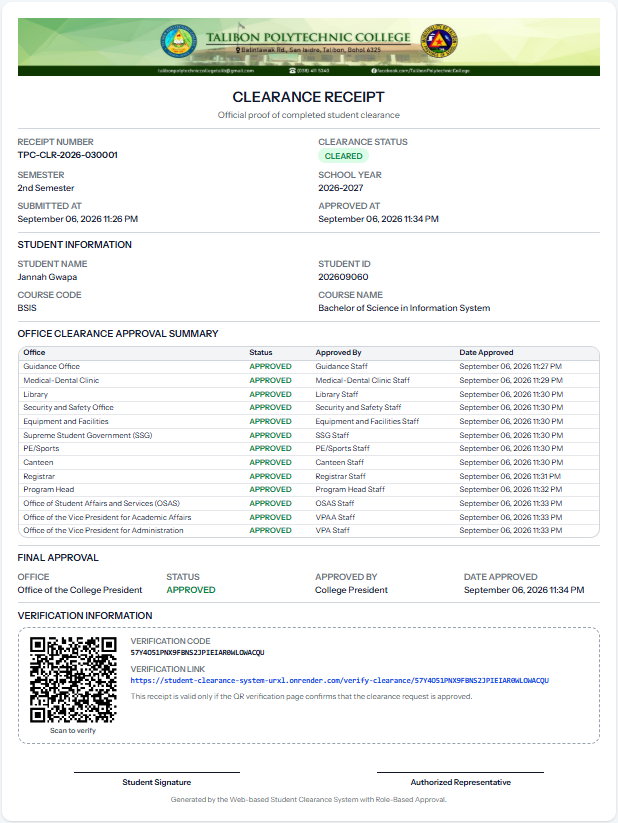 TALIBON POLYTECHNIC COLLEGE
Balintawak Rd., San Isidro, Talibon, Bohol 6325
(038) 411 5340 facebook.com/TalibonPolytechnicCollege
CLEARANCE RECEIPT
Official proof of completed student clearance
RECEIPT NUMBER CLEARANCE STATUS
TPC-CLR-2026-030001 CLEARED
SEMESTER SCHOOL YEAR
2nd Semester 2026-2027
SUBMITTED AT APPROVED AT
September 06, 2026 11:26 PM September 06, 2026 11:34 PM
STUDENT INFORMATION
STUDENT NAME STUDENT ID
Jannah Gwapa 202609060
COURSE CODE COURSE NAME
BSIS Bachelor of Science in Information System
OFFICE CLEARANCE APPROVAL SUMMARY
Office Status Approved By Date Approved
Guidance Office APPROVED Guidance Staff September 06, 2026 11:27 PM
Medical-Dental Clinic APPROVED Medical-Dental Clinic Staff September 06, 2026 11:29 PM
Library APPROVED Library Staff September 06, 2026 11:30 PM
Security and Safety Office APPROVED Security and Safety Staff September 06, 2026 11:30 PM
Equipment and Facilities APPROVED Equipment and Facilities Staff September 06, 2026 11:30 PM
Supreme Student Government (SSG) APPROVED SSG Staff September 06, 2026 11:30 PM
PE/Sports APPROVED PE/Sports Staff September 06, 2026 11:30 PM
Canteen APPROVED Canteen Staff September 06, 2026 11:30 PM
Registrar APPROVED Registrar Staff September 06, 2026 11:31 PM
Program Head APPROVED Program Head Staff September 06, 2026 11:32 PM
Office of Student Affairs and Services (OSAS) APPROVED OSAS Staff September 06, 2026 11:33 PM
Office of the Vice President for Academic Affairs APPROVED VPAA Staff September 06, 2026 11:33 PM
Office of the Vice President for Administration APPROVED VPA Staff September 06, 2026 11:33 PM
FINAL APPROVAL
OFFICE STATUS APPROVED BY DATE APPROVED
Office of the College President APPROVED College President September 06, 2026 11:34 PM
VERIFICATION INFORMATION
VERIFICATION CODE
57Y4O51PNX9FBNS2JPIEIAR0WLOWACQU
VERIFICATION LINK
https://student-clearance-system-urxl.onrender.com/verify-clearance/57Y4O51PNX9FBNS2JPIEIAR0WLOWACQU
This receipt is valid only if the QR verification page confirms that the clearance request is approved.
Scan to verify
Student Signature Authorized Representative
Generated by the Web-based Student Clearance System with Role-Based Approval.